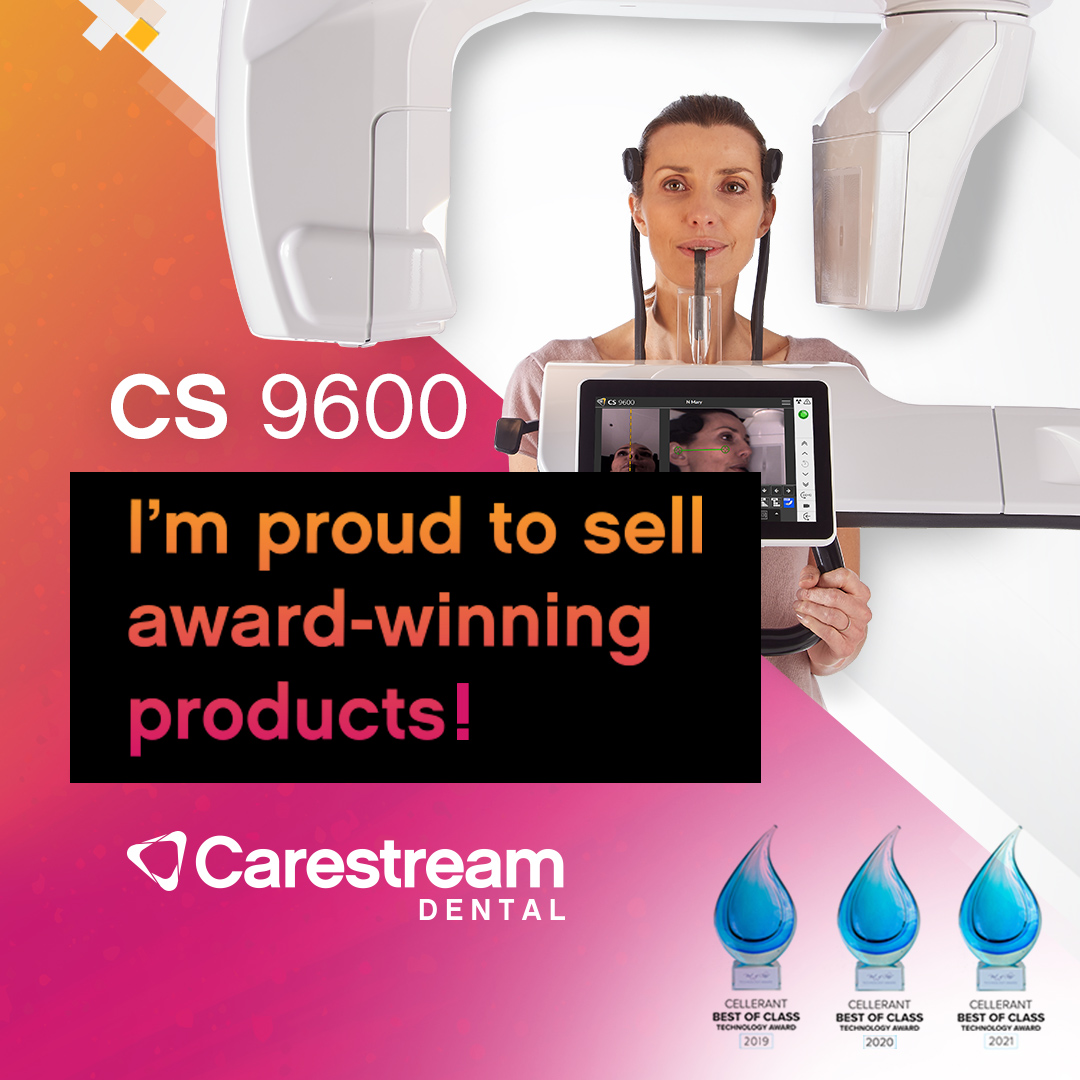 CS 9600
N Mary
CS 9600
I'm proud to sell
award-winning
products!
Carestream
DENTAL
CELLERANT
BEST OF CLASS
TECHNOLOGY AWARD
2019
CELLERANT
BEST OF CLASS
TECHNOLOGY AWARD
2020
CELLERANT
BEST OF CLASS
TECHNOLOGY AWARD
2021